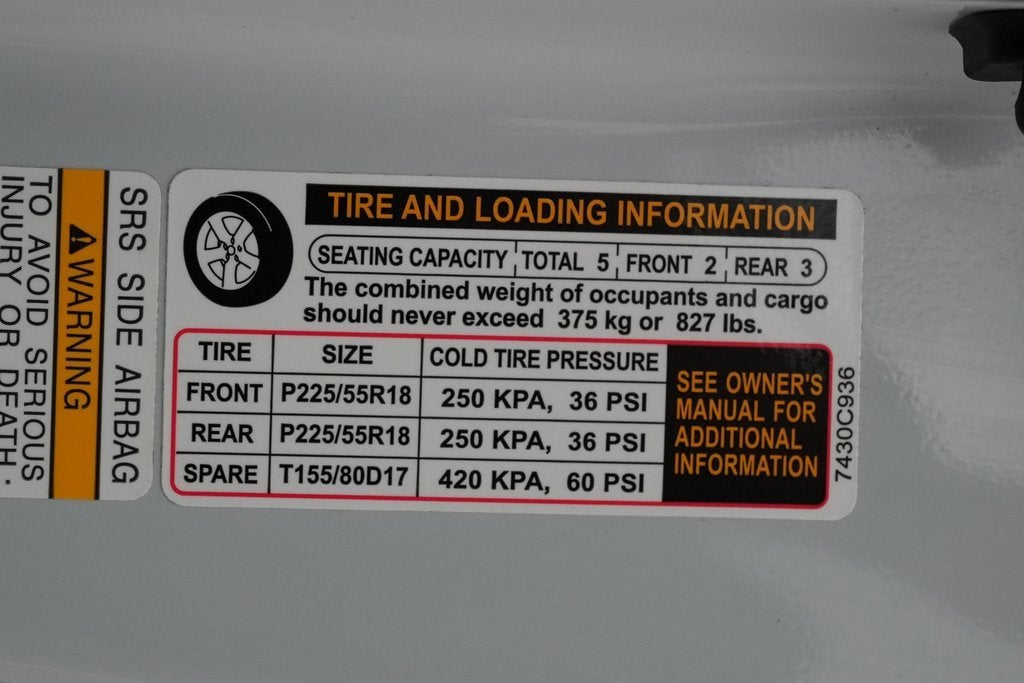 SRS SIDE AIRBAG
WARNING
TO AVOID SERIOUS
INJURY OR DEATH.
TIRE AND LOADING INFORMATION
SEATING CAPACITY TOTAL 5 FRONT 2 REAR 3
The combined weight of occupants and cargo
should never exceed 375 kg or 827 lbs.
TIRE SIZE COLD TIRE PRESSURE
FRONT P225/55R18 250 KPA, 36 PSI
REAR P225/55R18 250 KPA, 36 PSI
SPARE T155/80D17 420 KPA, 60 PSI
SEE OWNER'S
MANUAL FOR
ADDITIONAL
INFORMATION
7430C936